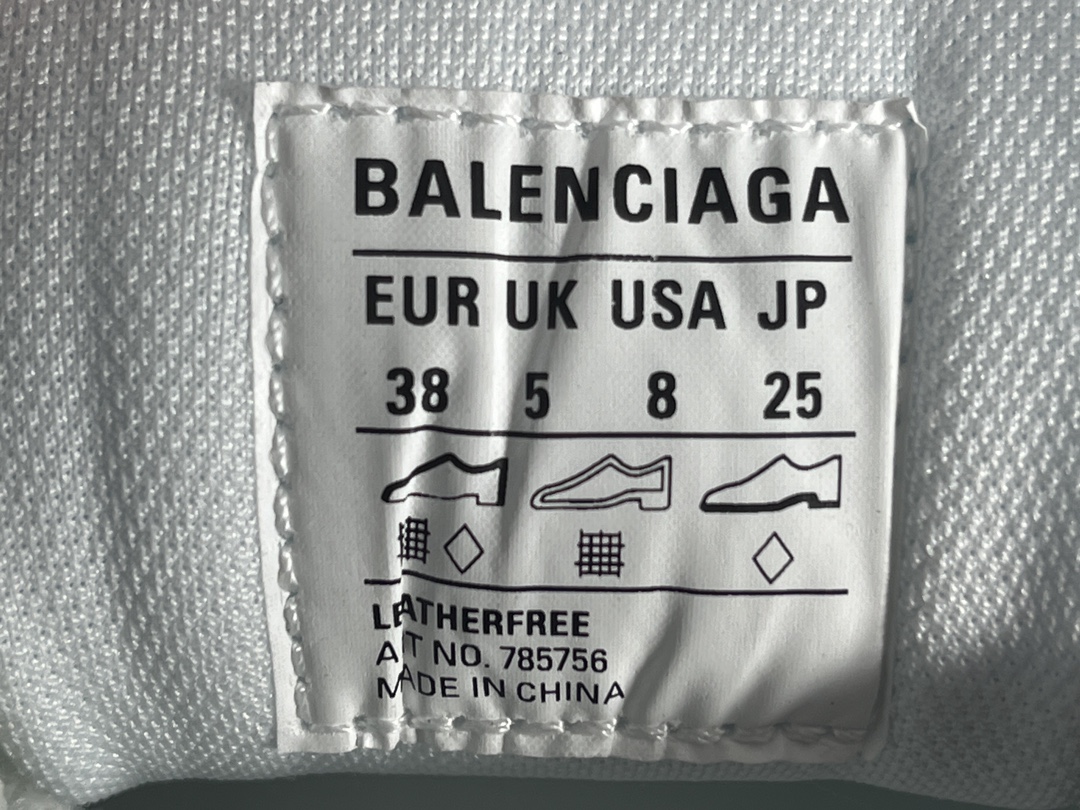 BALENCIAGA
EUR UK USA JP
38 5 8 25
LEATHERFREE
ART NO. 785756
MADE IN CHINA